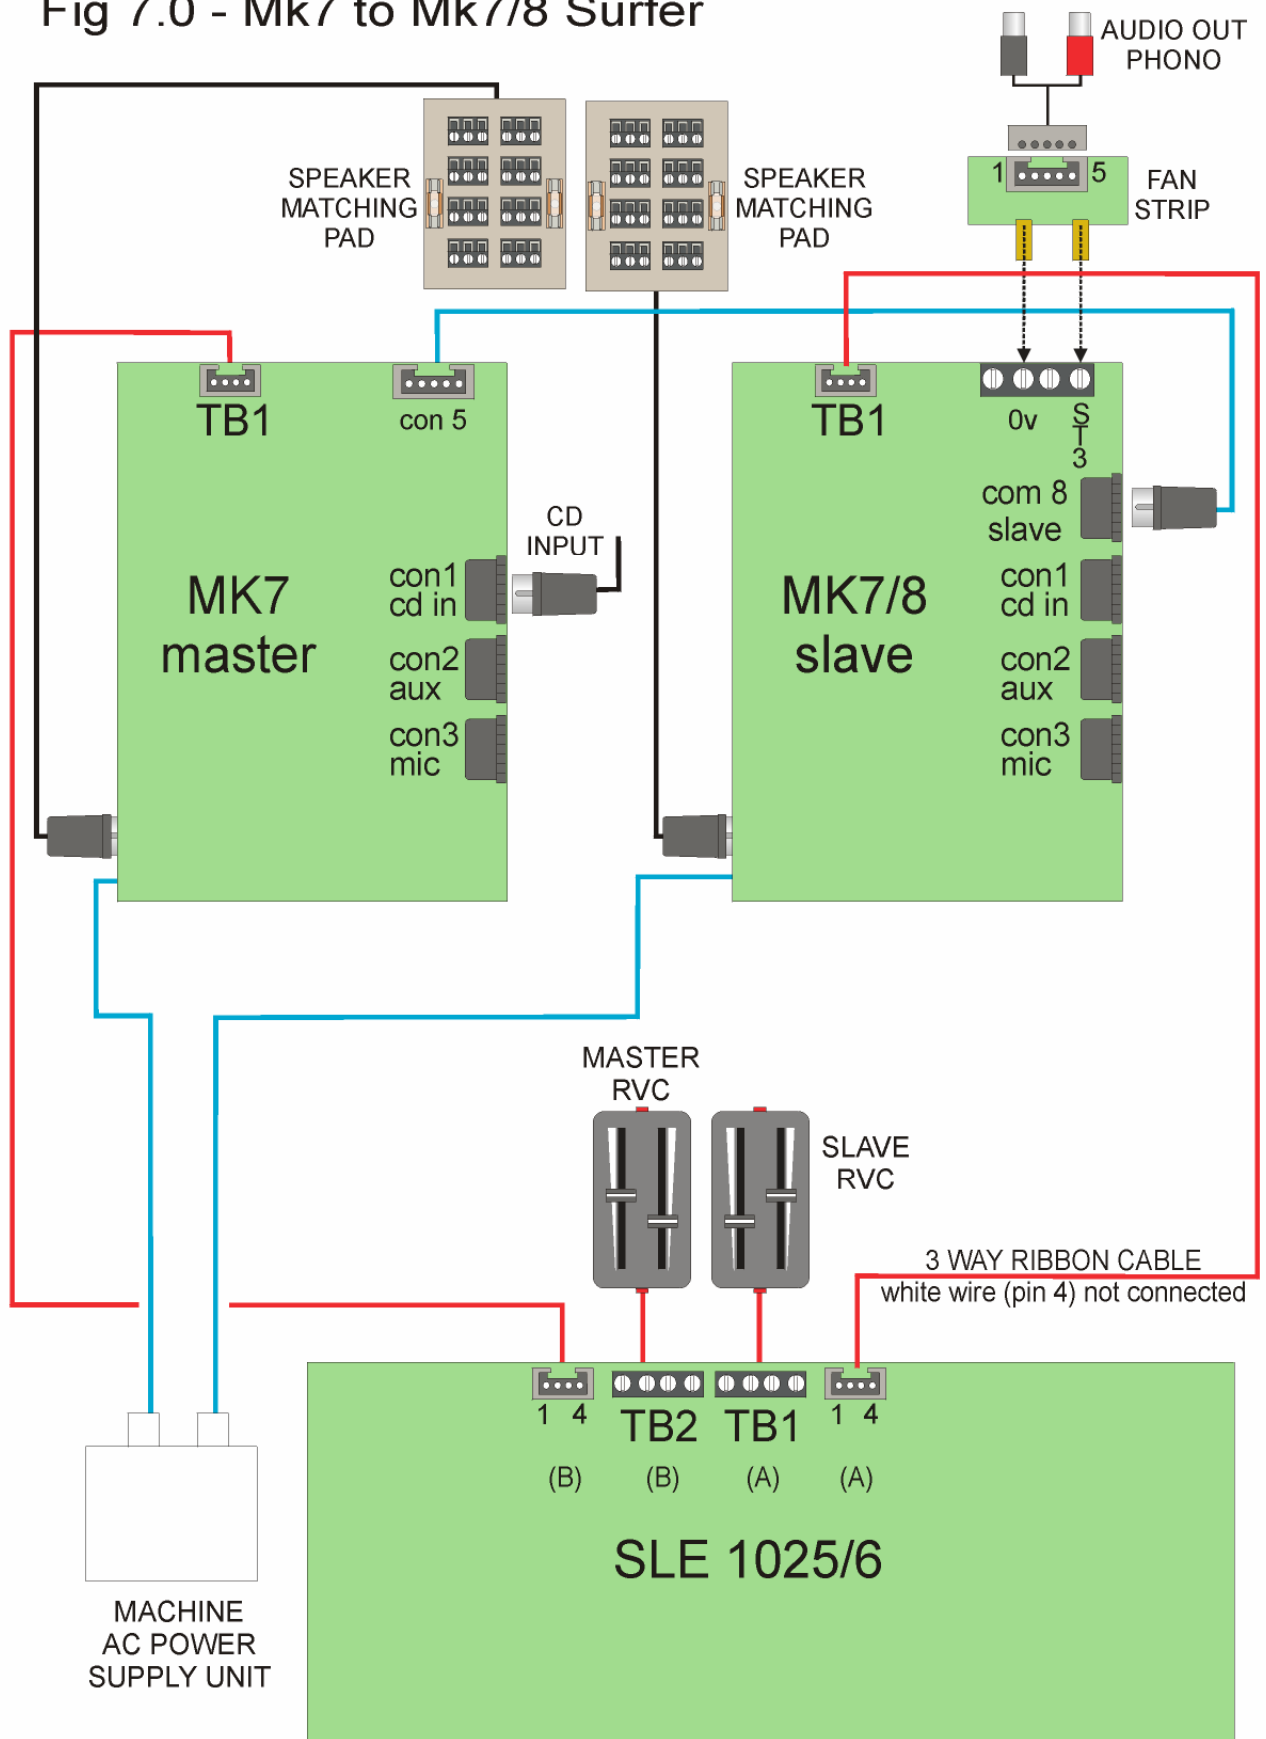 Fig 7.0 - Mk7 to Mk7/8 Surfer
AUDIO OUT
PHONO
SPEAKER
MATCHING
PAD
SPEAKER
MATCHING
PAD
1
5
FAN
STRIP
TB1
con 5
TB1
0v
S
T
3
com 8
slave
CD
INPUT
MK7
master
con1
cd in
con2
aux
con3
mic
MK7/8
slave
con1
cd in
con2
aux
con3
mic
MASTER
RVC
SLAVE
RVC
3 WAY RIBBON CABLE
white wire (pin 4) not connected
1 4
TB2
TB1
1 4
(B)
(B)
(A)
(A)
SLE 1025/6
MACHINE
AC POWER
SUPPLY UNIT